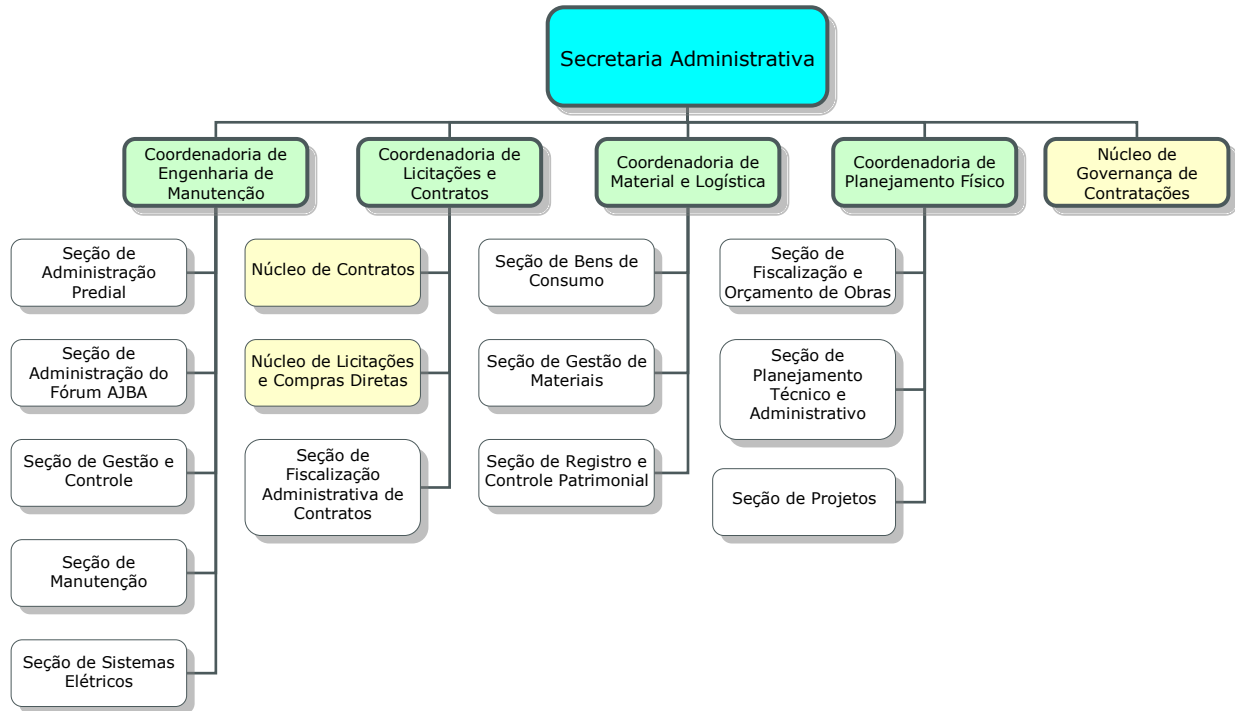 Secretaria Administrativa
Coordenadoria de
Engenharia de
Manutenção
Coordenadoria de
Licitações e
Contratos
Coordenadoria de
Material e Logística
Coordenadoria de
Planejamento Físico
Núcleo de
Governança de
Contratações
Seção de
Administração
Predial
Seção de
Administração do
Fórum AJBA
Seção de Gestão e
Controle
Seção de
Manutenção
Seção de Sistemas
Elétricos
Núcleo de Contratos
Núcleo de Licitações
e Compras Diretas
Seção de
Fiscalização
Administrativa de
Contratos
Seção de Bens de
Consumo
Seção de Gestão de
Materiais
Seção de Registro e
Controle Patrimonial
Seção de
Fiscalização e
Orçamento de Obras
Seção de
Planejamento
Técnico e
Administrativo
Seção de Projetos